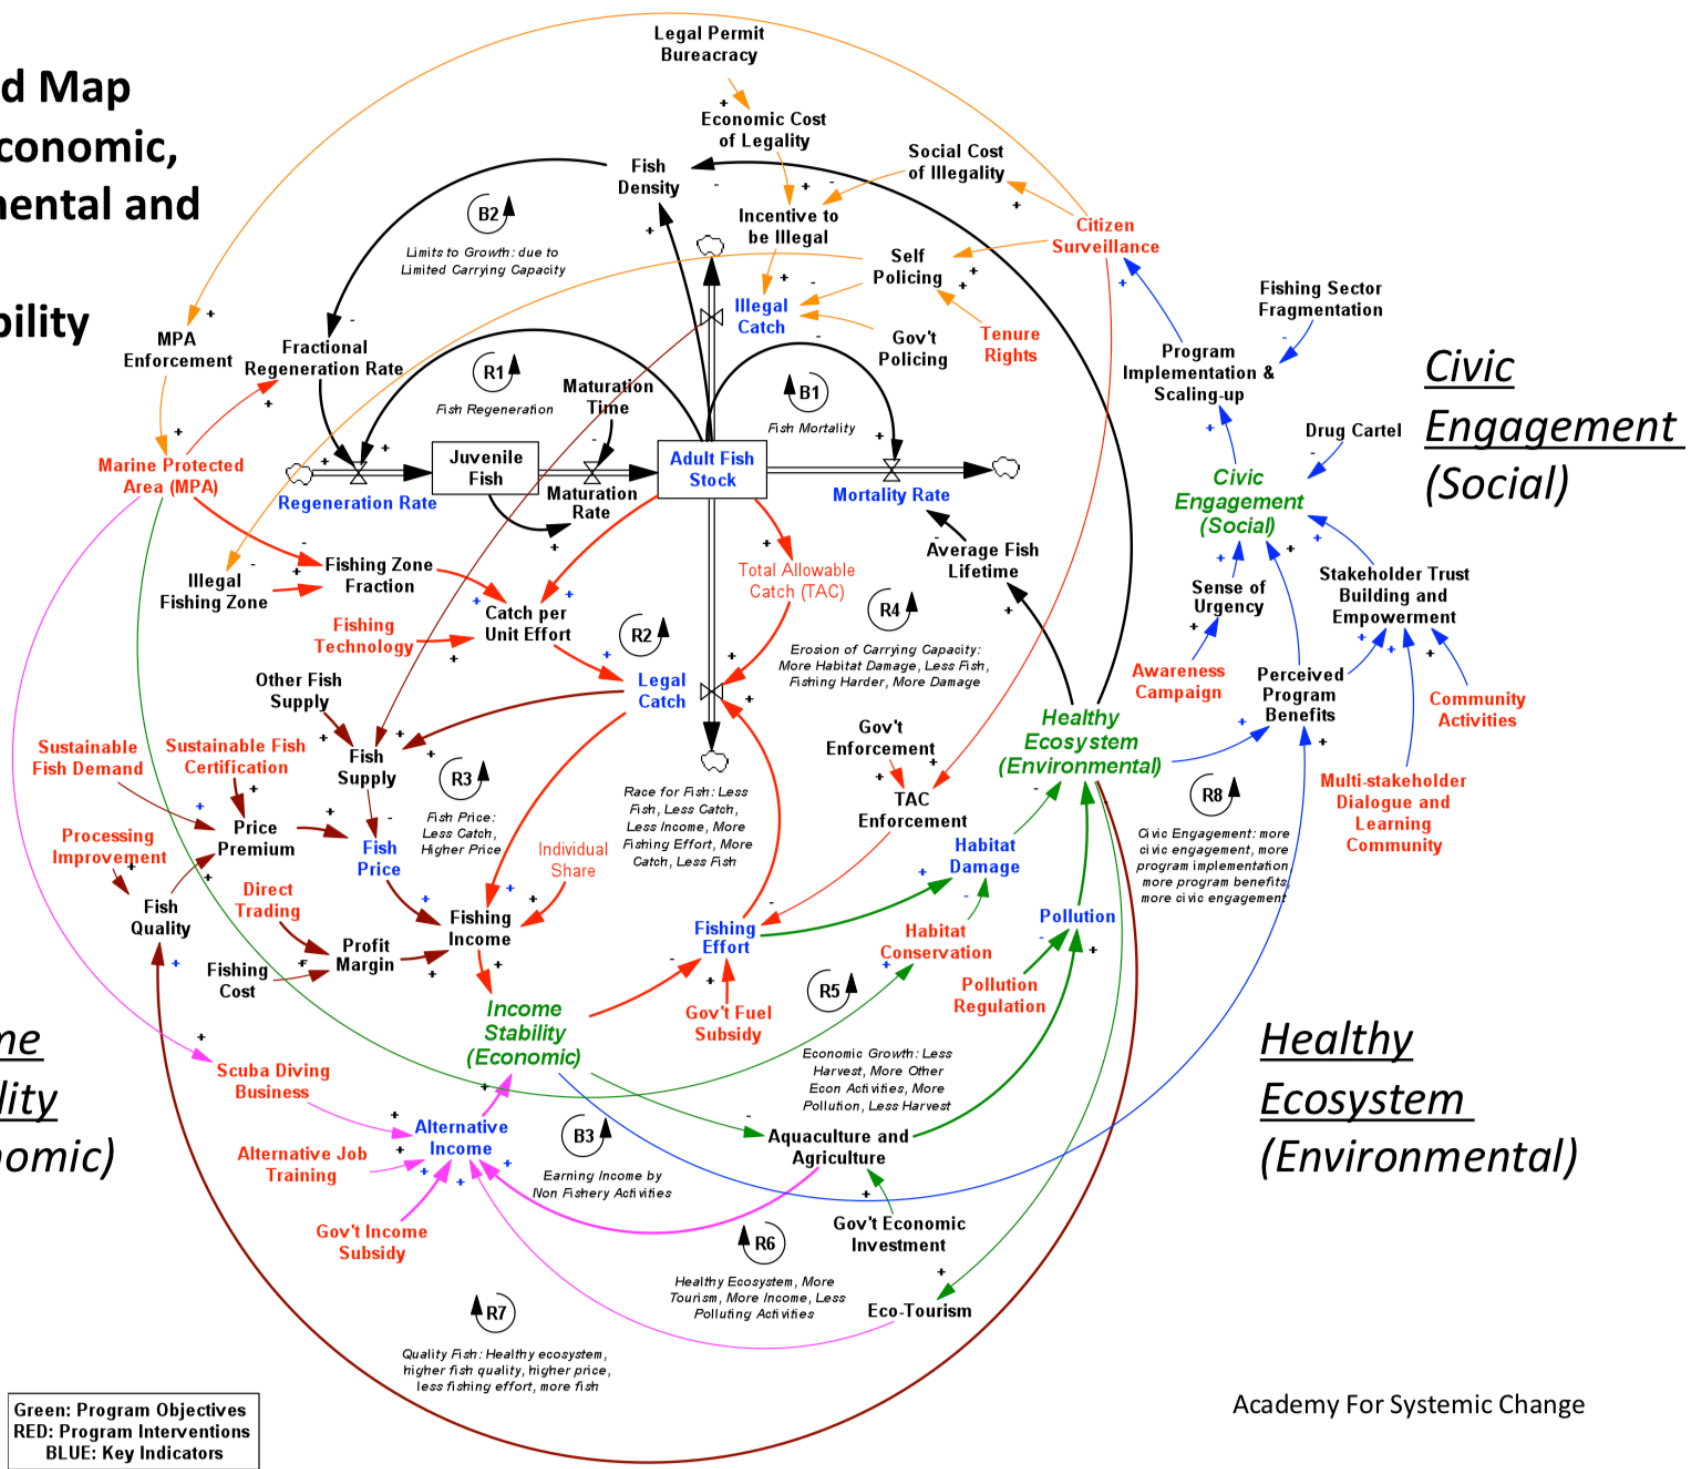 d Map
conomic,
mental and
bility
Legal Permit
Bureacracy
Economic Cost
of Legality
Social Cost
of Illegality
Fish
Density
Incentive to
be Illegal
Citizen
Surveillance
B2
Limits to Growth: due to
Limited Carrying Capacity
Self
Policing
Illegal
Catch
Gov't
Policing
Tenure
Rights
Fishing Sector
Fragmentation
MPA
Enforcement
Fractional
Regeneration Rate
R1
Fish Regeneration
Maturation
Time
B1
Fish Mortality
Program
Implementation &
Scaling-up
Civic
Engagement
(Social)
Drug Cartel
Marine Protected
Area (MPA)
Regeneration Rate
Juvenile
Fish
Maturation
Rate
Adult Fish
Stock
Mortality Rate
Civic
Engagement
(Social)
Average Fish
Lifetime
Illegal
Fishing Zone
Fishing Zone
Fraction
Total Allowable
Catch (TAC)
Catch per
Unit Effort
Fishing
Technology
R2
R4
Erosion of Carrying Capacity:
More Habitat Damage, Less Fish,
Fishing Harder, More Damage
Sense of
Urgency
Stakeholder Trust
Building and
Empowerment
Awareness
Campaign
Perceived
Program
Benefits
Community
Activities
Other Fish
Supply
Legal
Catch
Sustainable
Fish Demand
Sustainable Fish
Certification
Fish
Supply
R3
Fish Price:
Less Catch,
Higher Price
Race for Fish: Less
Fish, Less Catch,
Less Income, More
Fishing Effort, More
Catch, Less Fish
Gov't
Enforcement
TAC
Enforcement
Healthy
Ecosystem
(Environmental)
R8
Civic Engagement: more
civic engagement, more
program implementation
more program benefits,
more civic engagement
Multi-stakeholder
Dialogue and
Learning
Community
Processing
Improvement
Price
Premium
Fish
Price
Individual
Share
Habitat
Damage
Direct
Trading
Fish
Quality
Fishing
Income
Fishing
Effort
Habitat
Conservation
Pollution
Profit
Margin
Fishing
Cost
R5
Pollution
Regulation
Income
Stability
(Economic)
Gov't Fuel
Subsidy
Economic Growth: Less
Harvest, More Other
Econ Activities, More
Pollution, Less Harvest
me
lity
nomic)
Healthy
Ecosystem
(Environmental)
Scuba Diving
Business
Alternative
Income
B3
Earning Income by
Non Fishery Activities
Aquaculture and
Agriculture
Alternative Job
Training
Gov't Income
Subsidy
Gov't Economic
Investment
R6
Healthy Ecosystem, More
Tourism, More Income, Less
Polluting Activities
Eco-Tourism
R7
Quality Fish: Healthy ecosystem,
higher fish quality, higher price,
less fishing effort, more fish
Green: Program Objectives
RED: Program Interventions
BLUE: Key Indicators
Academy For Systemic Change